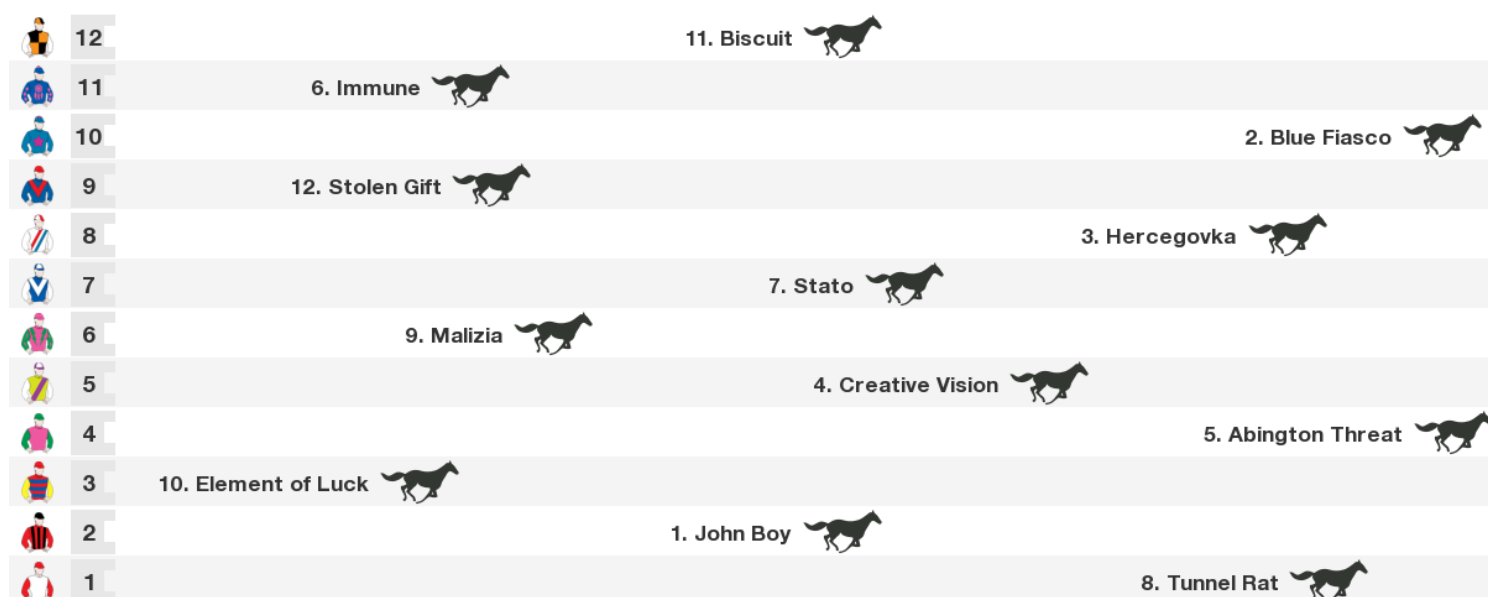 12 11. Biscuit
11 6. Immune
10 2. Blue Fiasco
9 12. Stolen Gift
8 3. Hercegovka
7 7. Stato
6 9. Malizia
5 4. Creative Vision
4 5. Abington Threat
3 10. Element of Luck
2 1. John Boy
1 8. Tunnel Rat